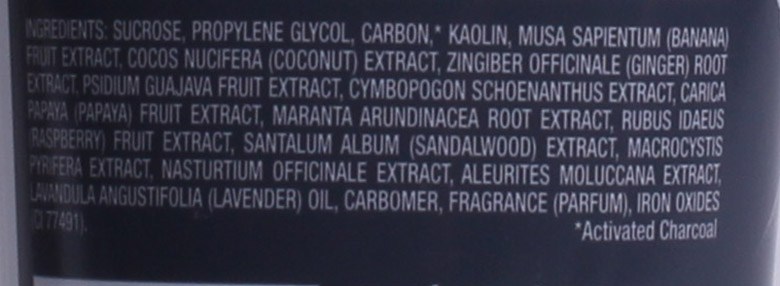 INGREDIENTS: SUCROSE, PROPYLENE GLYCOL, CARBON,* KAOLIN, MUSA SAPIENTUM (BANANA)
FRUIT EXTRACT, COCOS NUCIFERA (COCONUT) EXTRACT, ZINGIBER OFFICINALE (GINGER) ROOT
EXTRACT, PSIDIUM GUAJAVA FRUIT EXTRACT, CYMBOPOGON SCHOENANTHUS EXTRACT, CARICA
PAPAYA (PAPAYA) FRUIT EXTRACT, MARANTA ARUNDINACEA ROOT EXTRACT, RUBUS IDAEUS
(RASPBERRY) FRUIT EXTRACT, SANTALUM ALBUM (SANDALWOOD) EXTRACT, MACROCYSTIS
PYRIFERA EXTRACT, NASTURTIUM OFFICINALE EXTRACT, ALEURITES MOLUCCANA EXTRACT,
LAVANDULA ANGUSTIFOLIA (LAVENDER) OIL, CARBOMER, FRAGRANCE (PARFUM), IRON OXIDES
(CI 77491).
*Activated Charcoal